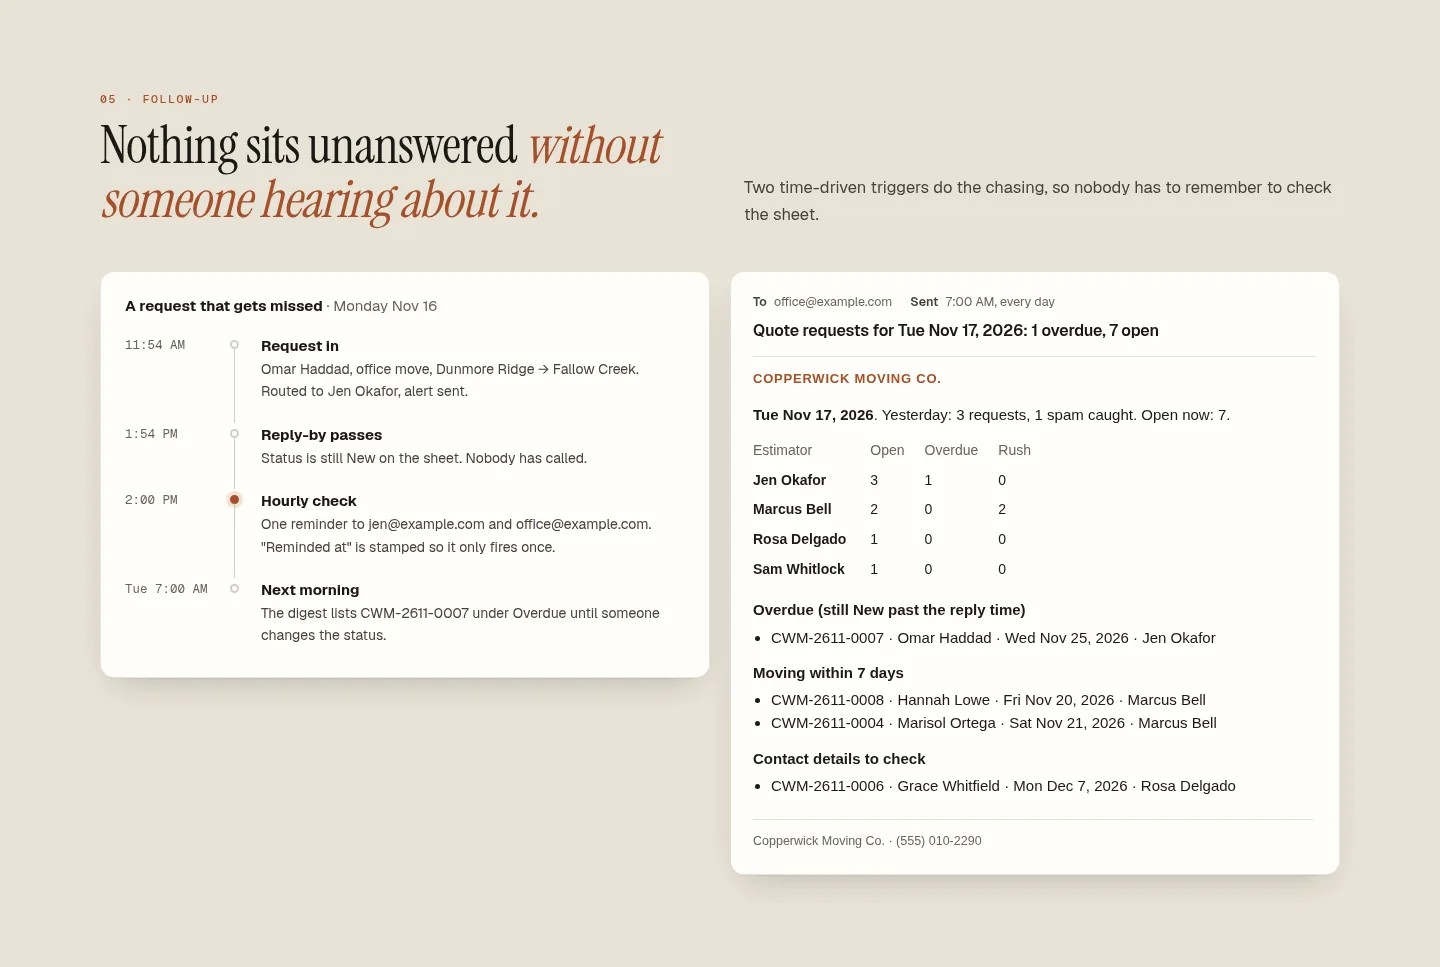 05 · FOLLOW-UP
Nothing sits unanswered without
someone hearing about it.
Two time-driven triggers do the chasing, so nobody has to remember to check
the sheet.
A request that gets missed · Monday Nov 16
11:54 AM
Request in
Omar Haddad, office move, Dunmore Ridge → Fallow Creek.
Routed to Jen Okafor, alert sent.
1:54 PM
Reply-by passes
Status is still New on the sheet. Nobody has called.
2:00 PM
Hourly check
One reminder to jen@example.com and office@example.com.
"Reminded at" is stamped so it only fires once.
Tue 7:00 AM
Next morning
The digest lists CWM-2611-0007 under Overdue until someone
changes the status.
To office@example.com Sent 7:00 AM, every day
Quote requests for Tue Nov 17, 2026: 1 overdue, 7 open
COPPERWICK MOVING CO.
Tue Nov 17, 2026. Yesterday: 3 requests, 1 spam caught. Open now: 7.
Estimator Open Overdue Rush
Jen Okafor 3 1 0
Marcus Bell 2 0 2
Rosa Delgado 1 0 0
Sam Whitlock 1 0 0
Overdue (still New past the reply time)
• CWM-2611-0007 · Omar Haddad · Wed Nov 25, 2026 · Jen Okafor
Moving within 7 days
• CWM-2611-0008 · Hannah Lowe · Fri Nov 20, 2026 · Marcus Bell
• CWM-2611-0004 · Marisol Ortega · Sat Nov 21, 2026 · Marcus Bell
Contact details to check
• CWM-2611-0006 · Grace Whitfield · Mon Dec 7, 2026 · Rosa Delgado
Copperwick Moving Co. · (555) 010-2290